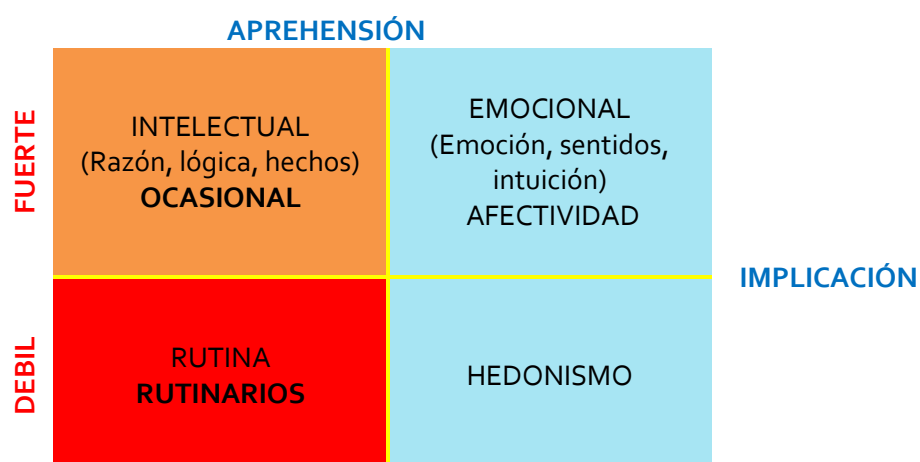 APREHENSIÓN
FUERTE
INTELECTUAL
(Razón, lógica, hechos)
OCASIONAL
EMOCIONAL
(Emoción, sentidos,
intuición)
AFECTIVIDAD
IMPLICACIÓN
DEBIL
RUTINA
RUTINARIOS
HEDONISMO